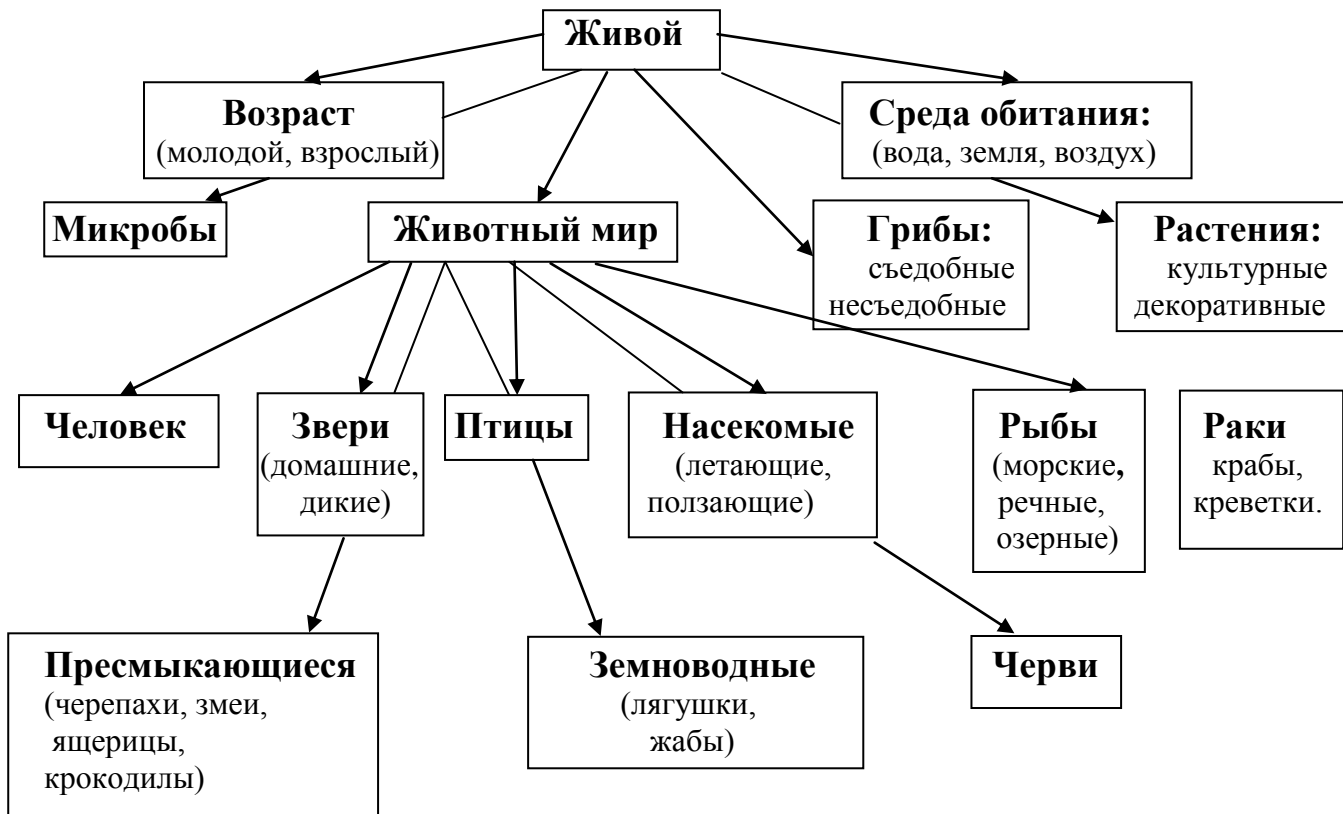 Живой
Возраст
(молодой, взрослый)
Среда обитания:
(вода, земля, воздух)
Микробы
Животный мир
Грибы:
съедобные
несъедобные
Растения:
культурные
декоративные
Человек
Звери
(домашние,
дикие)
Птицы
Насекомые
(летающие,
ползающие)
Рыбы
(морские,
речные,
озерные)
Раки
крабы,
креветки.
Пресмыкающиеся
(черепахи, змеи,
ящерицы,
крокодилы)
Земноводные
(лягушки,
жабы)
Черви